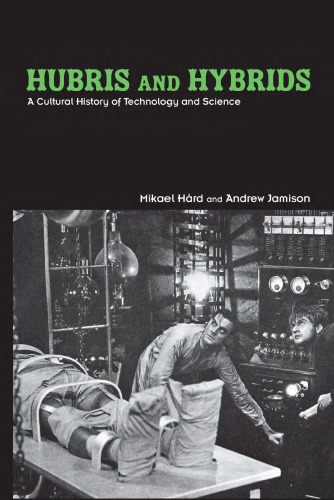 HUBRIS AND HYBRIDS
A Cultural History of Technology and Science
Mikael Hård and Andrew Jamison